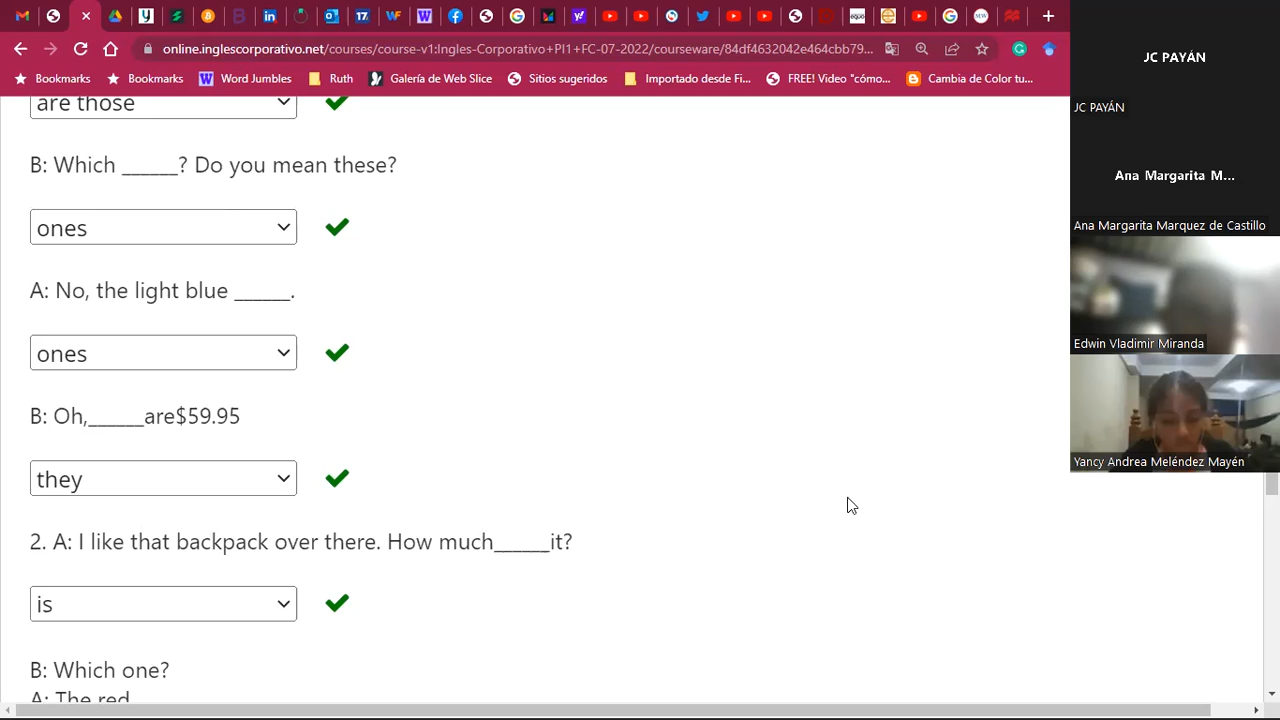 online.inglescorporativo.net/courses/course-v1:Ingles-Corporativo+PI1+FC-07-2022/courseware/84df4632042e464cbb79...
Bookmarks Bookmarks Word Jumbles Ruth Galería de Web Slice Sitios sugeridos Importado desde Fi... FREE! Video "cómo... Cambia de Color tu...
are those
B: Which ______? Do you mean these?
ones
A: No, the light blue ______.
ones
B: Oh,______are$59.95
they
2. A: I like that backpack over there. How much______it?
is
B: Which one?
A: The red
JC PAYÁN
JC PAYÁN
Ana Margarita M...
Ana Margarita Marquez de Castillo
Edwin Vladimir Miranda
Yancy Andrea Meléndez Mayén